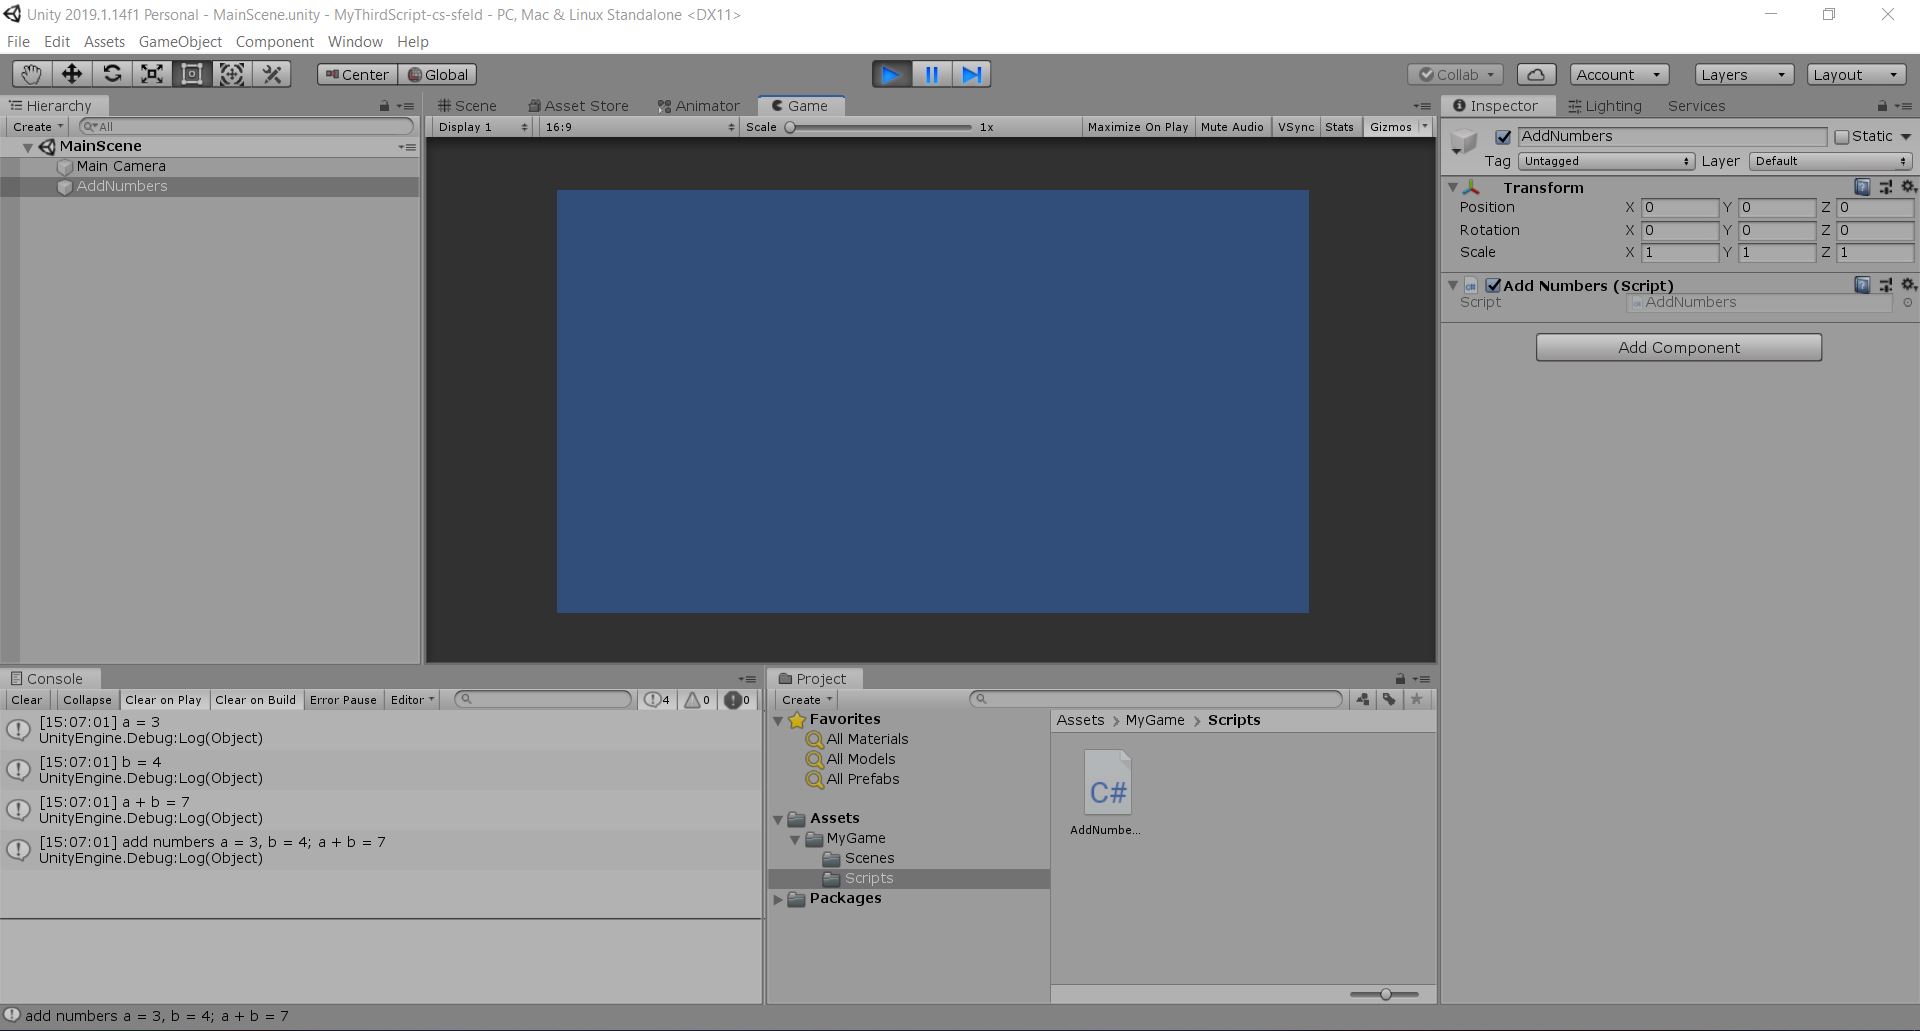 Unity 2019.1.14f1 Personal - MainScene.unity - MyThirdScript-cs-sfeld - PC, Mac & Linux Standalone <DX11>
File Edit Assets GameObject Component Window Help
Center Global Collab Account Layers Layout
Hierarchy
Create All
MainScene
Main Camera
AddNumbers
Scene Asset Store Animator Game
Display 1 16:9 Scale 1x Maximize On Play Mute Audio VSync Stats Gizmos
Inspector Lighting Services
AddNumbers Static
Tag Untagged Layer Default
Transform
Position X 0 Y 0 Z 0
Rotation X 0 Y 0 Z 0
Scale X 1 Y 1 Z 1
Add Numbers (Script)
Script AddNumbers
Add Component
Console
Clear Collapse Clear on Play Clear on Build Error Pause Editor 4 0 0
[15:07:01] a = 3
UnityEngine.Debug:Log(Object)
[15:07:01] b = 4
UnityEngine.Debug:Log(Object)
[15:07:01] a + b = 7
UnityEngine.Debug:Log(Object)
[15:07:01] add numbers a = 3, b = 4; a + b = 7
UnityEngine.Debug:Log(Object)
Project
Create
Favorites
All Materials
All Models
All Prefabs
Assets
MyGame
Scenes
Scripts
Packages
Assets > MyGame > Scripts
C#
AddNumbe...
add numbers a = 3, b = 4; a + b = 7